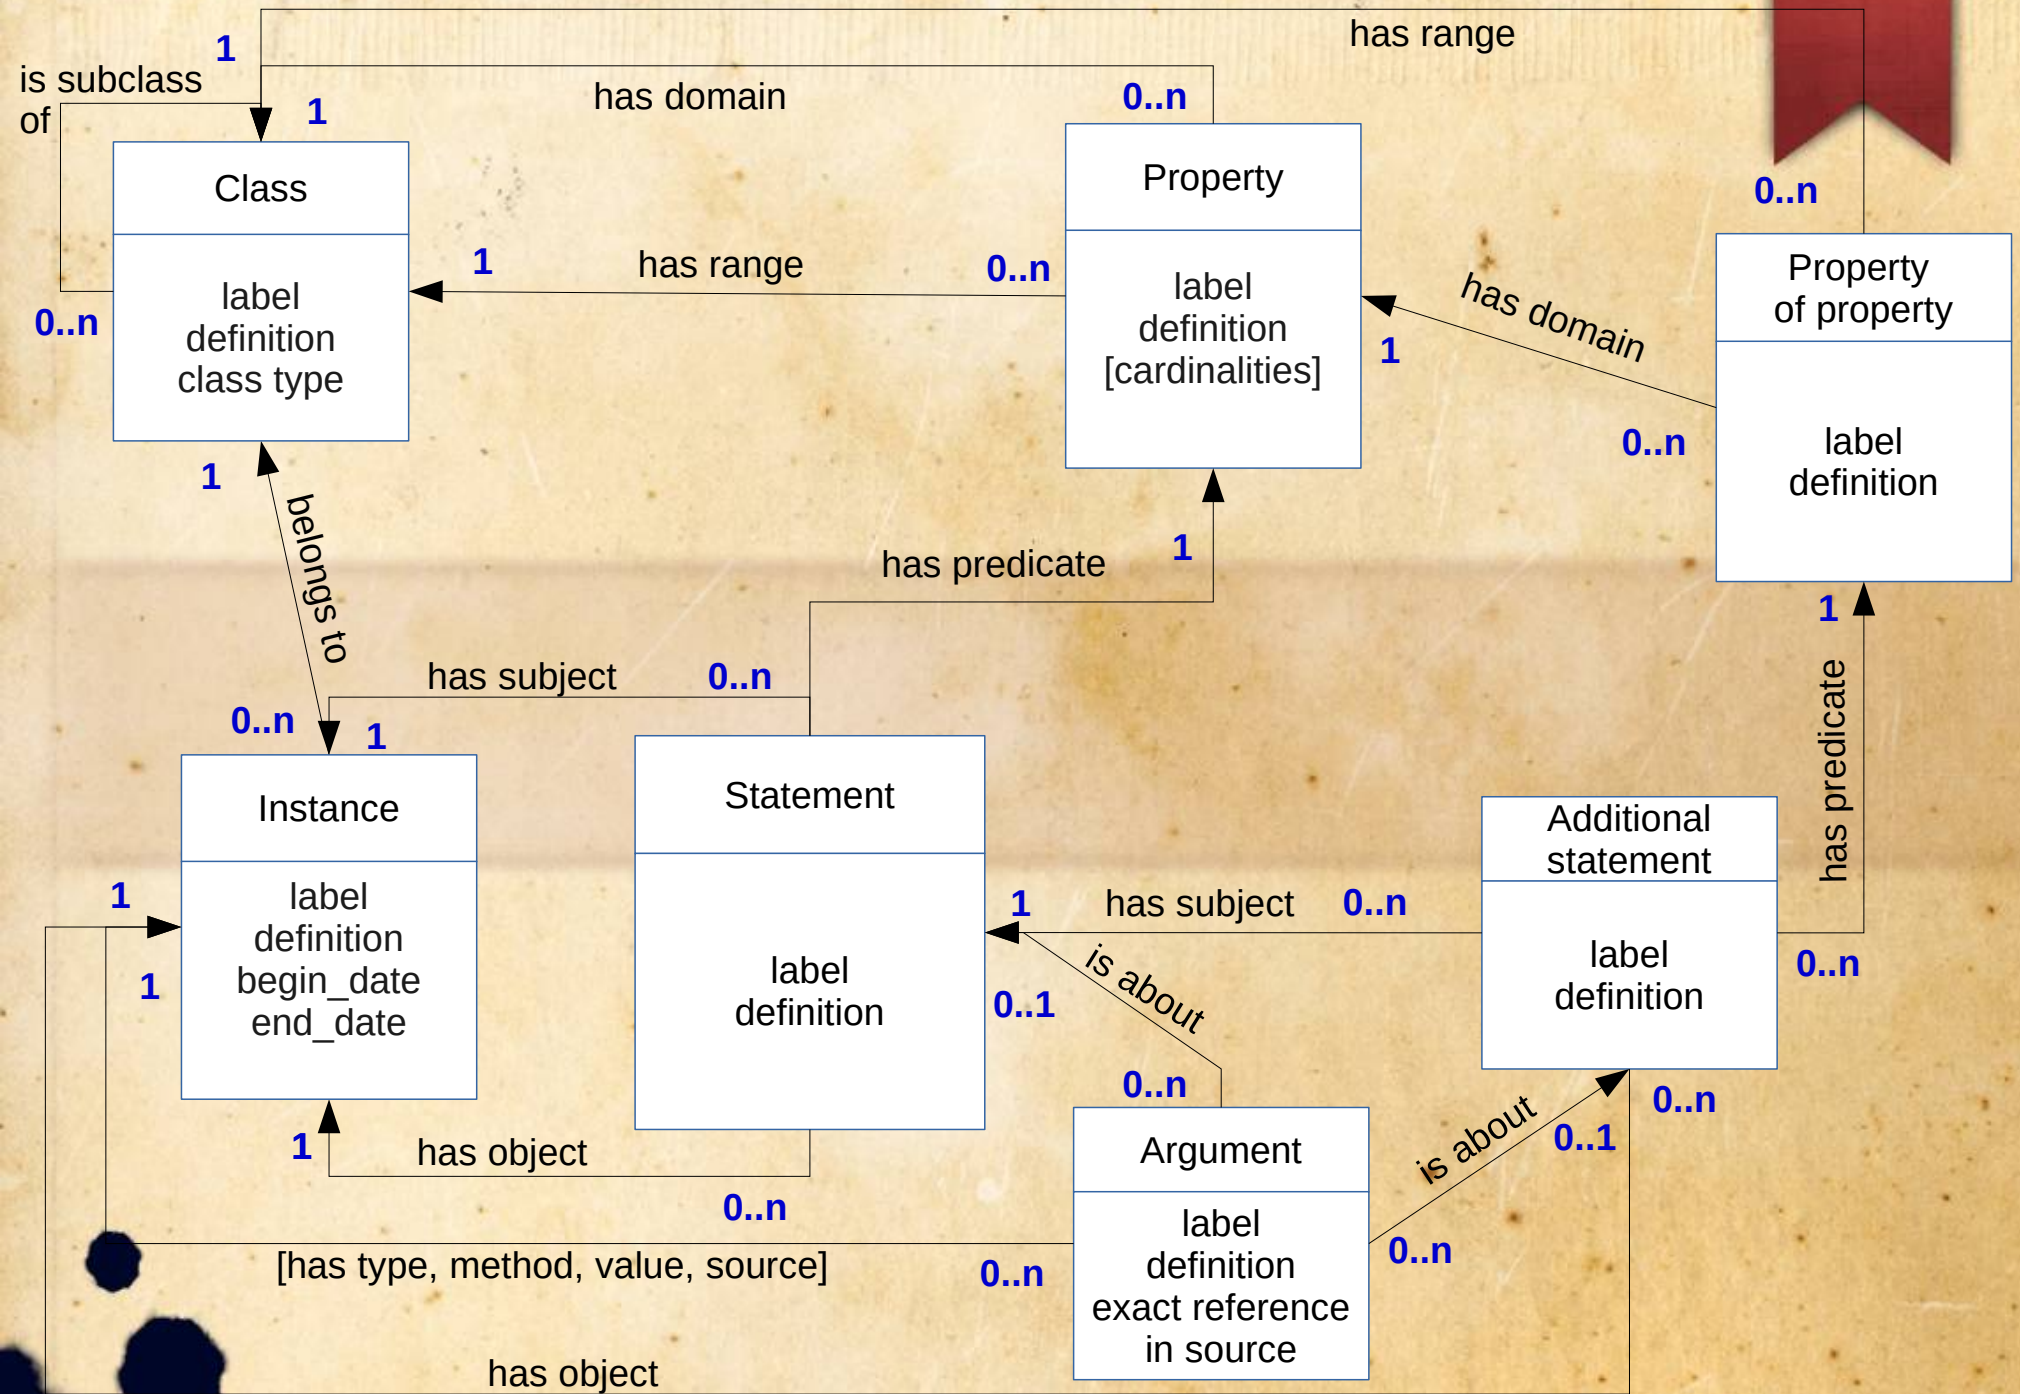 has range
1
is subclass
of
has domain
0..n
1
Class
label
definition
class type
0..n
Property
label
definition
[cardinalities]
1
has range
0..n
0..n
Property
of property
label
definition
has domain
1
0..n
1
belongs to
has predicate
1
1
has predicate
has subject
0..n
0..n
1
Instance
label
definition
begin_date
end_date
Statement
label
definition
Additional
statement
label
definition
1
1
1
has subject
0..n
0..n
is about
0..1
0..n
1
has object
0..n
Argument
label
definition
exact reference
in source
is about
0..1
0..n
0..n
[has type, method, value, source]
0..n
has object